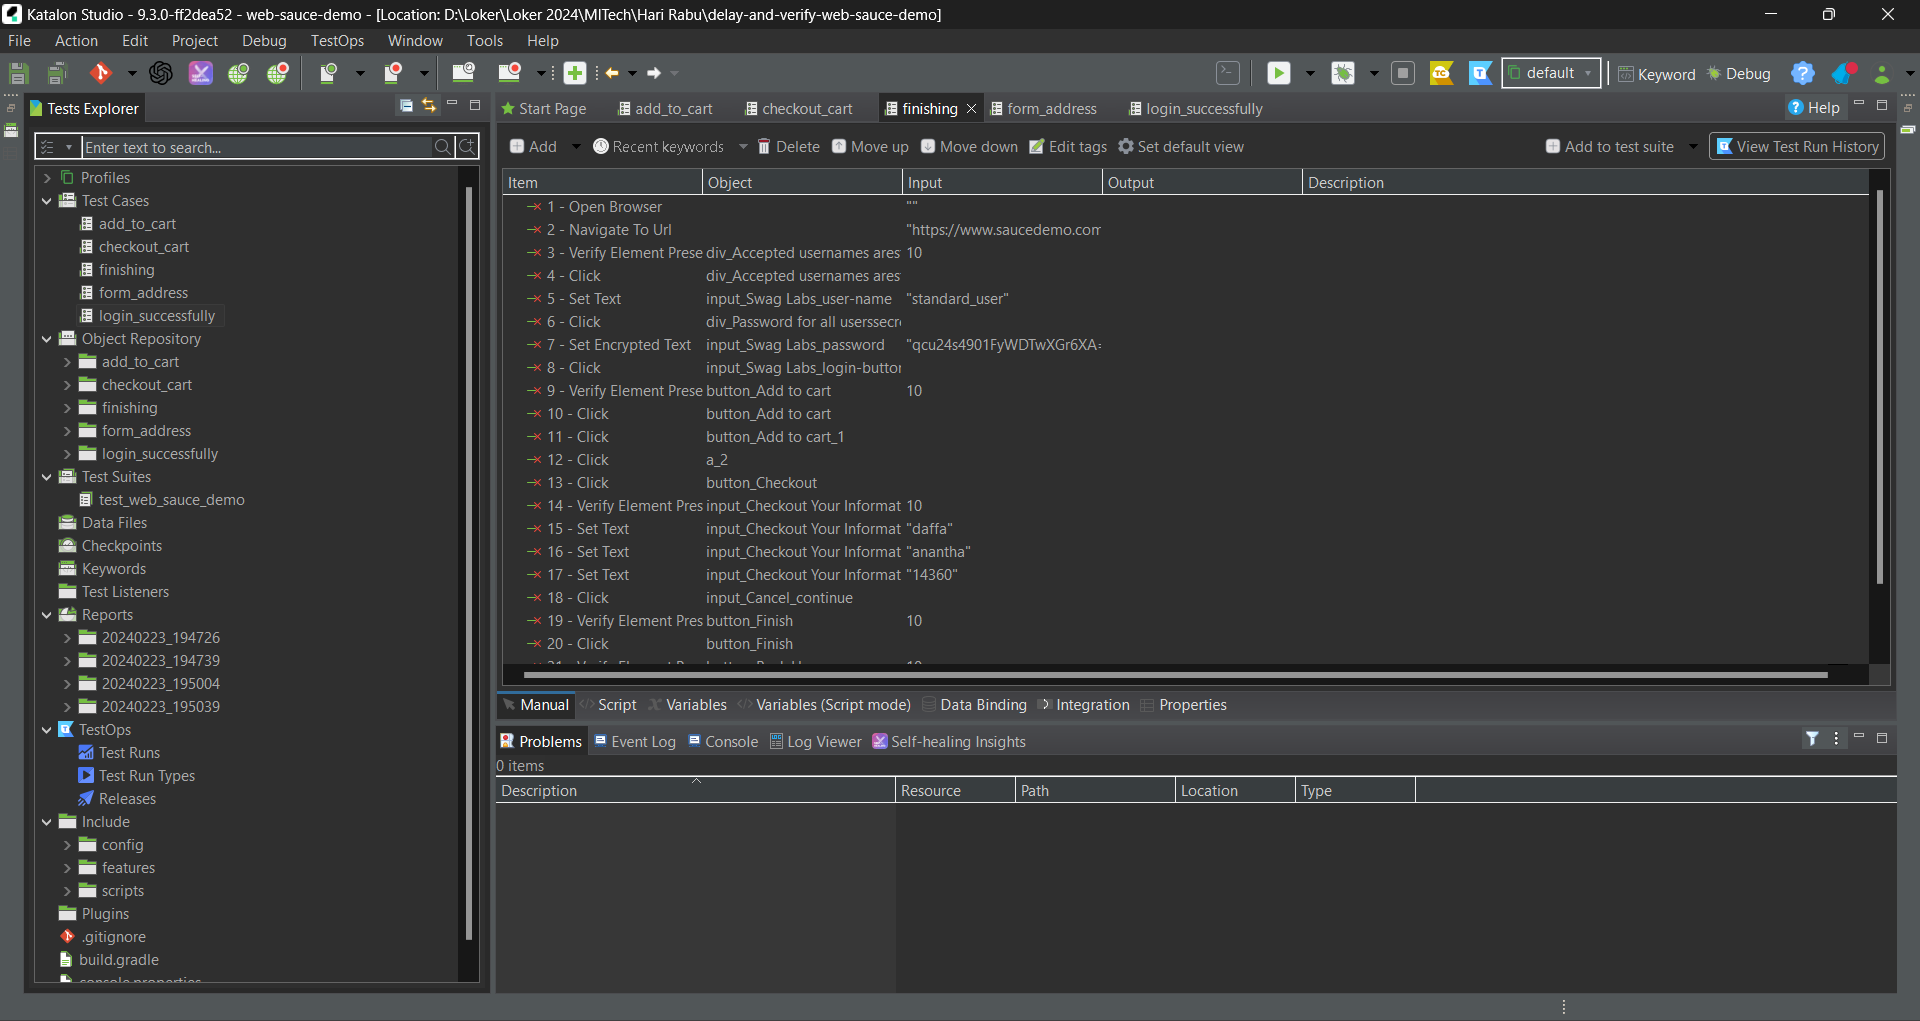 Katalon Studio - 9.3.0-ff2dea52 - web-sauce-demo - [Location: D:\Loker\Loker 2024\MITech\Hari Rabu\delay-and-verify-web-sauce-demo]
File Action Edit Project Debug TestOps Window Tools Help
default Keyword Debug
Tests Explorer
Enter text to search...
Profiles
Test Cases
add_to_cart
checkout_cart
finishing
form_address
login_successfully
Object Repository
add_to_cart
checkout_cart
finishing
form_address
login_successfully
Test Suites
test_web_sauce_demo
Data Files
Checkpoints
Keywords
Test Listeners
Reports
20240223_194726
20240223_194739
20240223_195004
20240223_195039
TestOps
Test Runs
Test Run Types
Releases
Include
config
features
scripts
Plugins
.gitignore
build.gradle
Start Page add_to_cart checkout_cart finishing form_address login_successfully Help
Add Recent keywords Delete Move up Move down Edit tags Set default view Add to test suite View Test Run History
Item Object Input Output Description
1 - Open Browser ""
2 - Navigate To Url "https://www.saucedemo.com
3 - Verify Element Prese div_Accepted usernames ares 10
4 - Click div_Accepted usernames ares
5 - Set Text input_Swag Labs_user-name "standard_user"
6 - Click div_Password for all userssecr
7 - Set Encrypted Text input_Swag Labs_password "qcu24s4901FyWDTwXGr6XA=
8 - Click input_Swag Labs_login-button
9 - Verify Element Prese button_Add to cart 10
10 - Click button_Add to cart
11 - Click button_Add to cart_1
12 - Click a_2
13 - Click button_Checkout
14 - Verify Element Pres input_Checkout Your Informat 10
15 - Set Text input_Checkout Your Informat "daffa"
16 - Set Text input_Checkout Your Informat "anantha"
17 - Set Text input_Checkout Your Informat "14360"
18 - Click input_Cancel_continue
19 - Verify Element Pres button_Finish 10
20 - Click button_Finish
Manual Script Variables Variables (Script mode) Data Binding Integration Properties
Problems Event Log Console Log Viewer Self-healing Insights
0 items
Description Resource Path Location Type